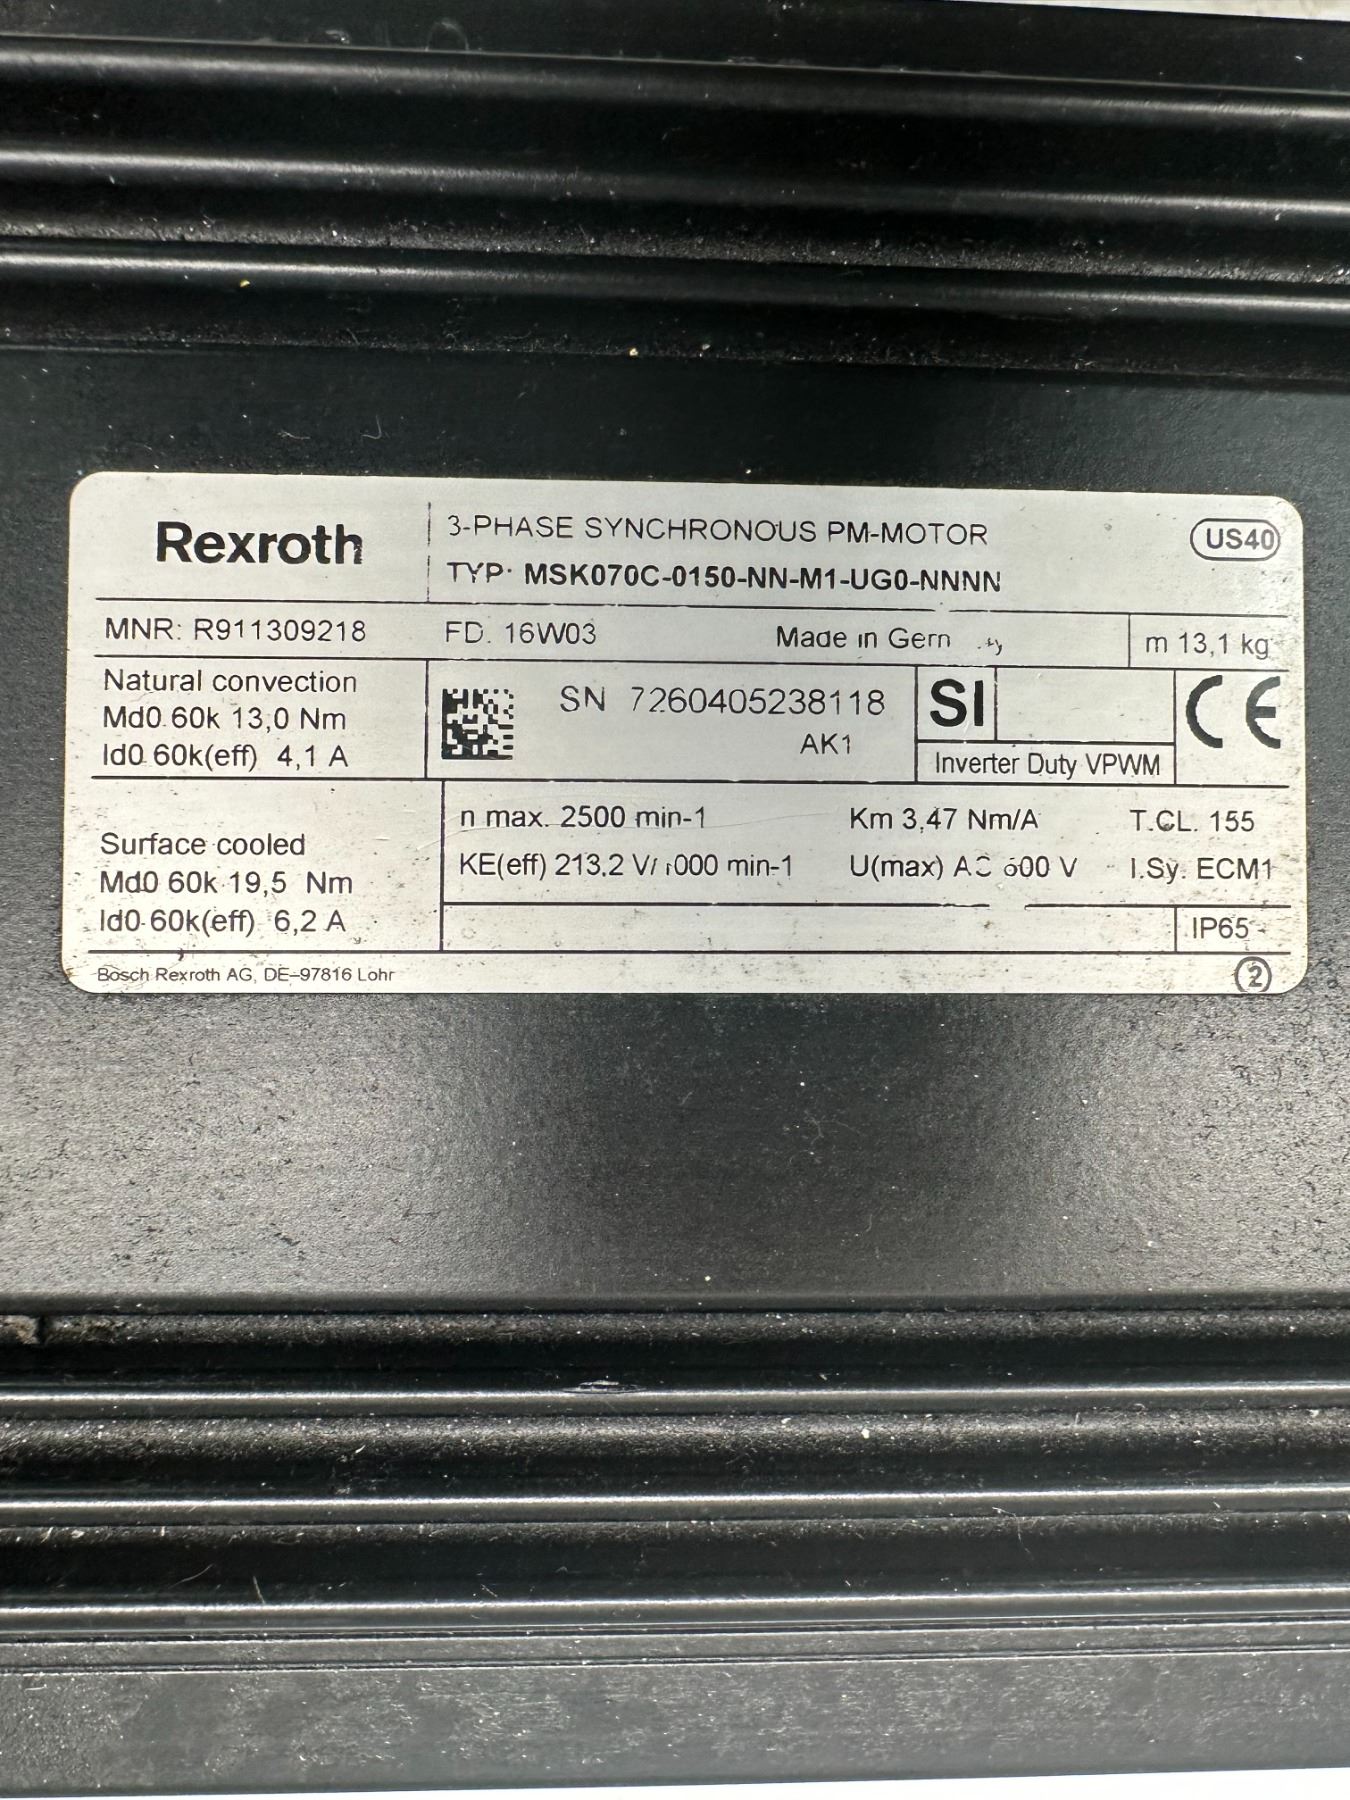 Rexroth
3-PHASE SYNCHRONOUS PM-MOTOR
US40
TYP: MSK070C-0150-NN-M1-UG0-NNNN
MNR: R911309218
FD. 16W03
Made in
m 13,1 kg
Natural convection
Md0 60k 13,0 Nm
Id0 60k(eff) 4,1 A
SN 7260405238118
AK1
SI
Inverter Duty VPWM
CE
Surface cooled
Md0 60k 19,5 Nm
Id0 60k(eff) 6,2 A
n max. 2500 min-1
Km 3,47 Nm/A
T.CL. 155
KE(eff) 213,2 min-1
U(max) AC V
I.Sy. ECM1
IP65
Bosch Rexroth AG, DE-97816 Lohr
2